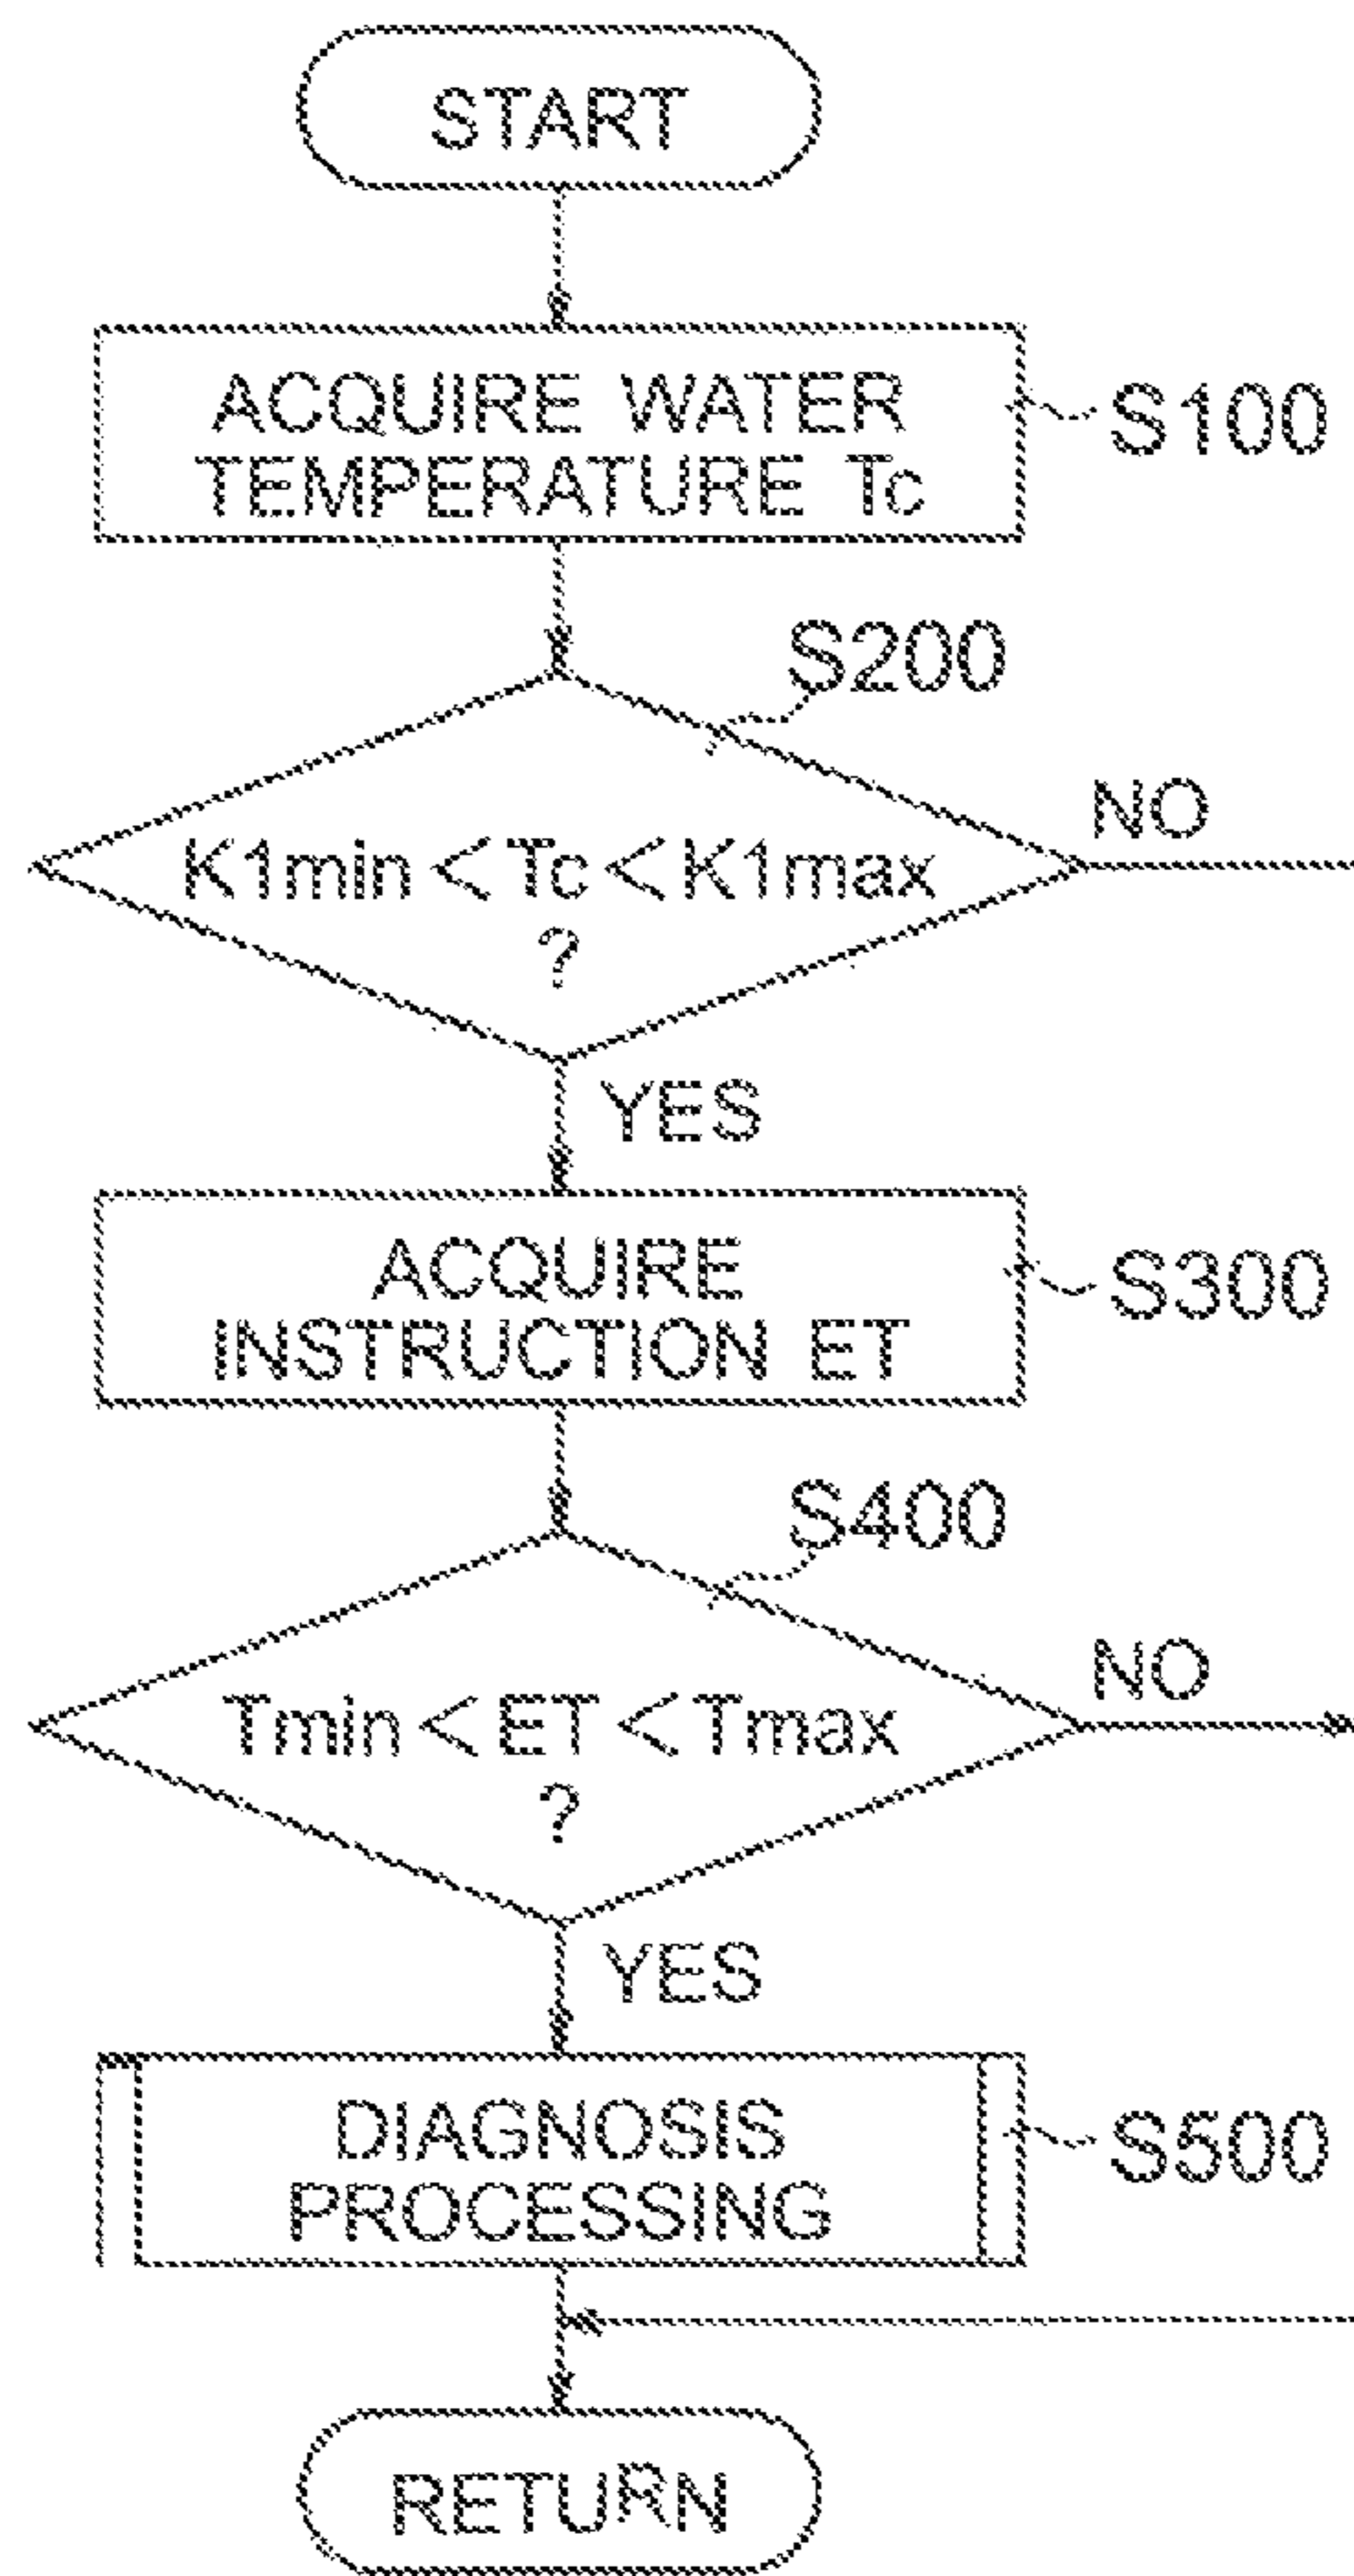 START
ACQUIRE WATER
TEMPERATURE Tc
S100
S200
K1min < Tc < K1max
?
NO
YES
ACQUIRE
INSTRUCTION ET
S300
S400
Tmin < ET < Tmax
?
NO
YES
DIAGNOSIS
PROCESSING
S500
RETURN